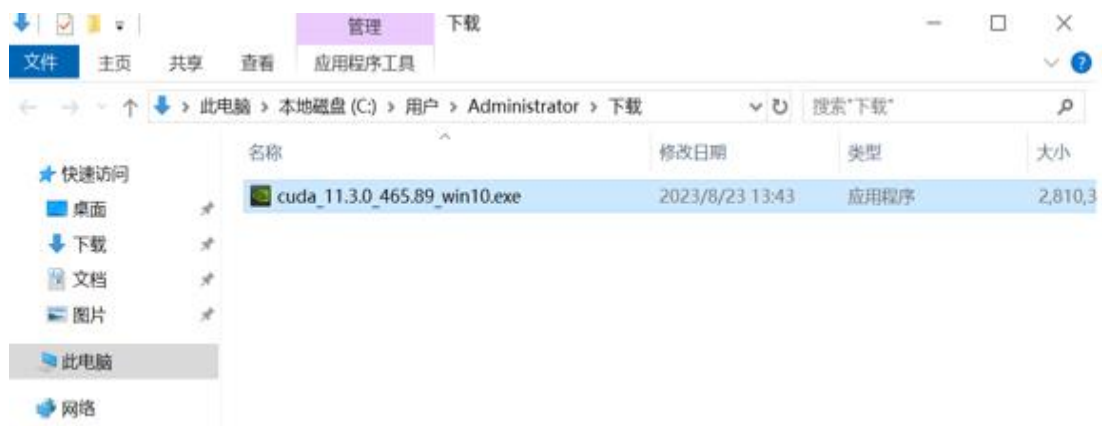 管理 下载
文件 主页 共享 查看 应用程序工具
此电脑 > 本地磁盘 (C:) > 用户 > Administrator > 下载 搜索"下载"
名称 修改日期 类型 大小
快速访问
cuda_11.3.0_465.89_win10.exe 2023/8/23 13:43 应用程序 2,810,3
桌面
下载
文档
图片
此电脑
网络